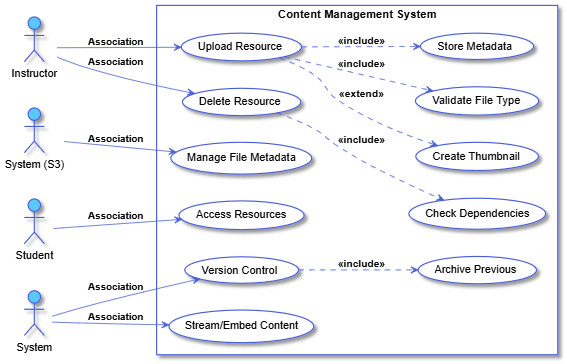 Content Management System
Association
Upload Resource
«include»
Store Metadata
Instructor
Association
«include»
Delete Resource
«extend»
Validate File Type
Association
«include»
System (S3)
Manage File Metadata
Create Thumbnail
Association
Access Resources
Check Dependencies
Student
Version Control
«include»
Archive Previous
Association
Association
Stream/Embed Content
System